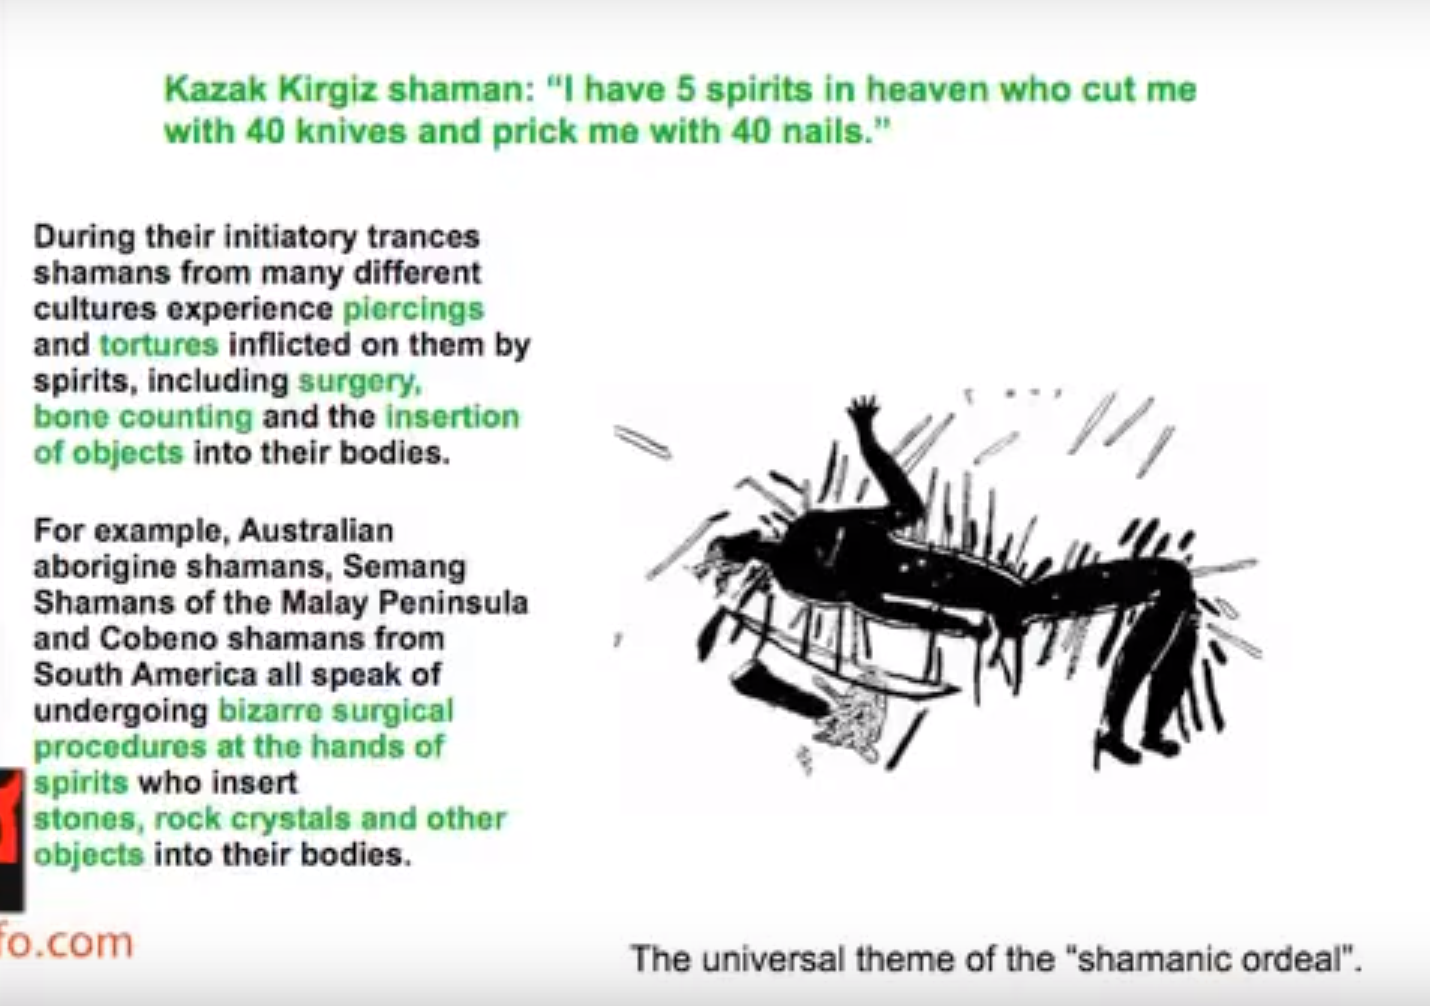 Kazak Kirgiz shaman: “I have 5 spirits in heaven who cut me
with 40 knives and prick me with 40 nails.”
During their initiatory trances
shamans from many different
cultures experience piercings
and tortures inflicted on them by
spirits, including surgery,
bone counting and the insertion
of objects into their bodies.
For example, Australian
aborigine shamans, Semang
Shamans of the Malay Peninsula
and Cobeno shamans from
South America all speak of
undergoing bizarre surgical
procedures at the hands of
spirits who insert
stones, rock crystals and other
objects into their bodies.
fo.com
The universal theme of the "shamanic ordeal".